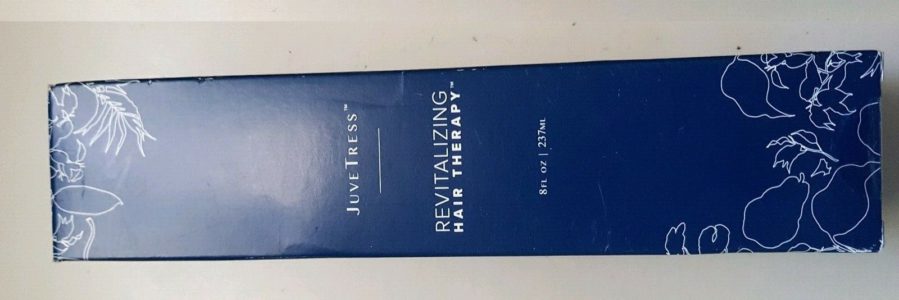 JUVETRESS™
REVITALIZING
HAIR THERAPY™
8FL OZ | 237ML